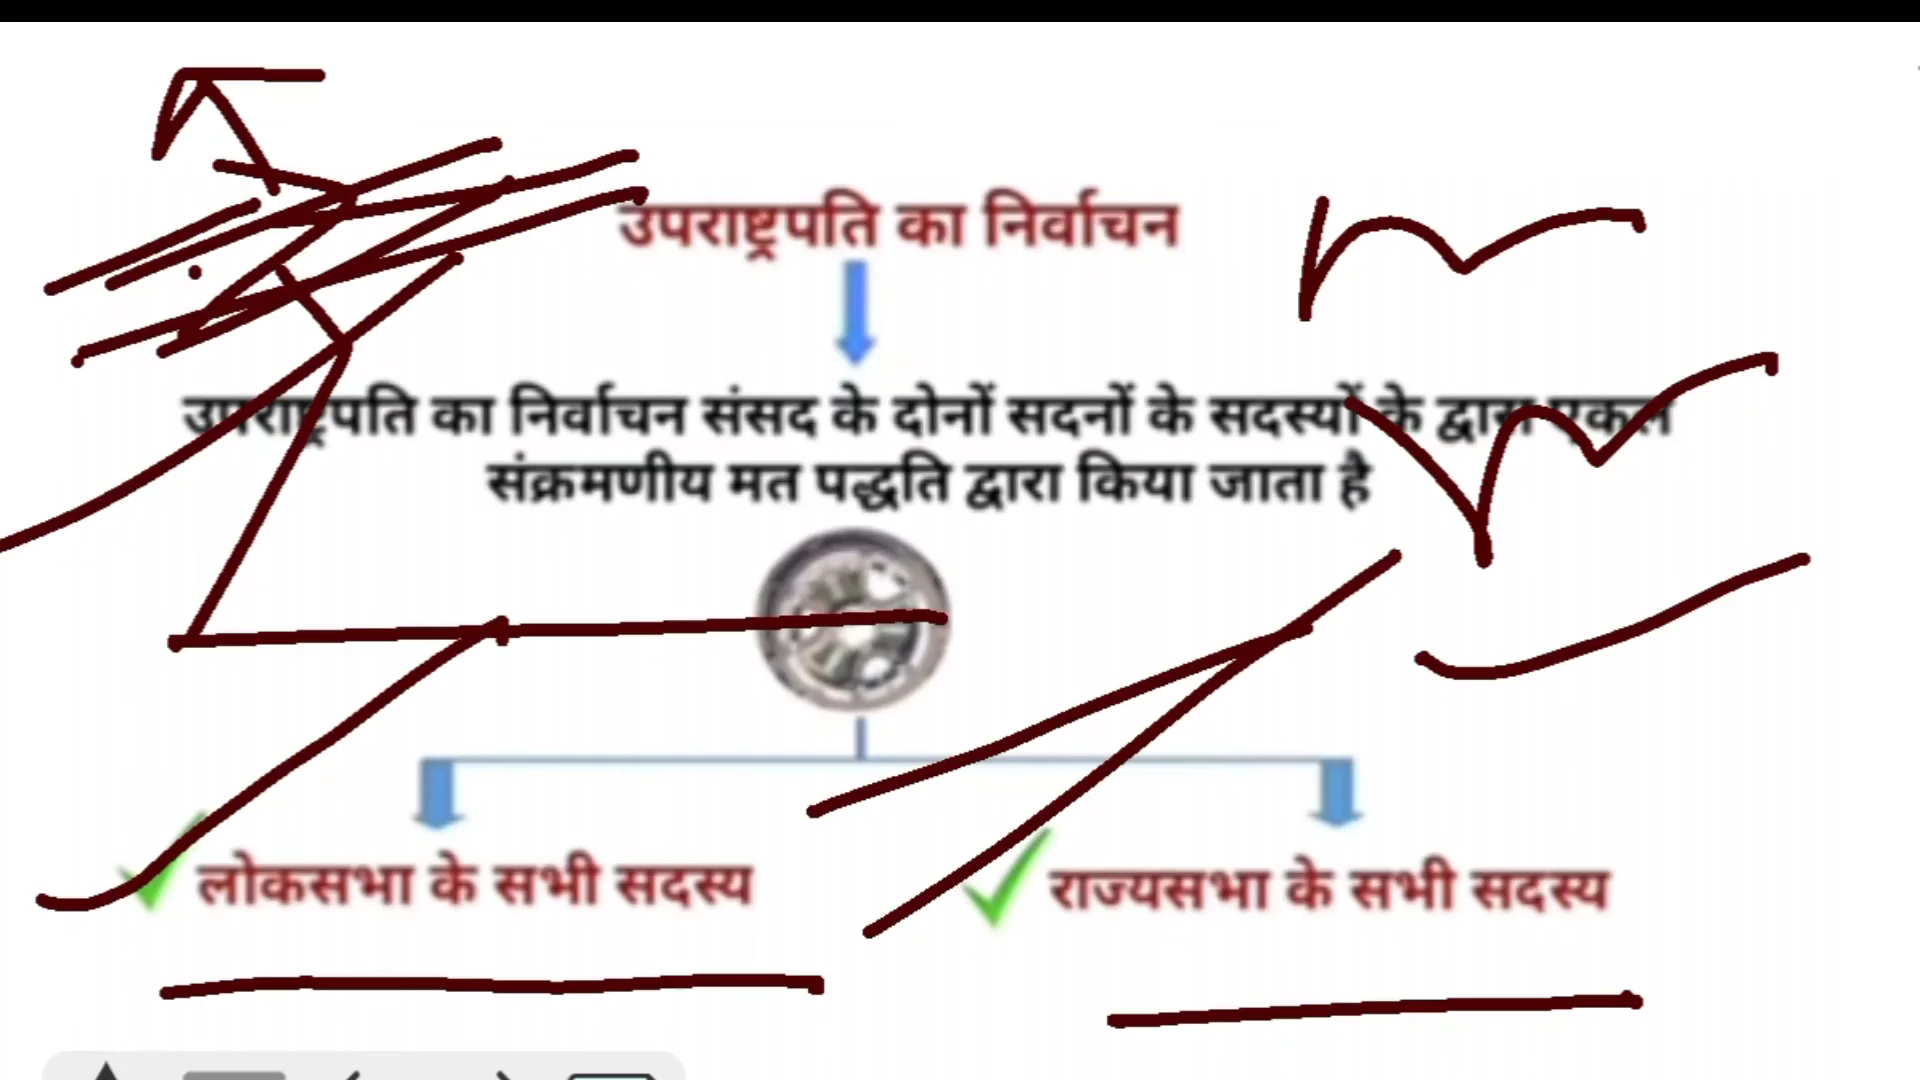 उपराष्ट्रपति का निर्वाचन
उपराष्ट्रपति का निर्वाचन संसद के दोनों सदनों के सदस्यों के द्वारा एकल
संक्रमणीय मत पद्धति द्वारा किया जाता है
लोकसभा के सभी सदस्य
राज्यसभा के सभी सदस्य